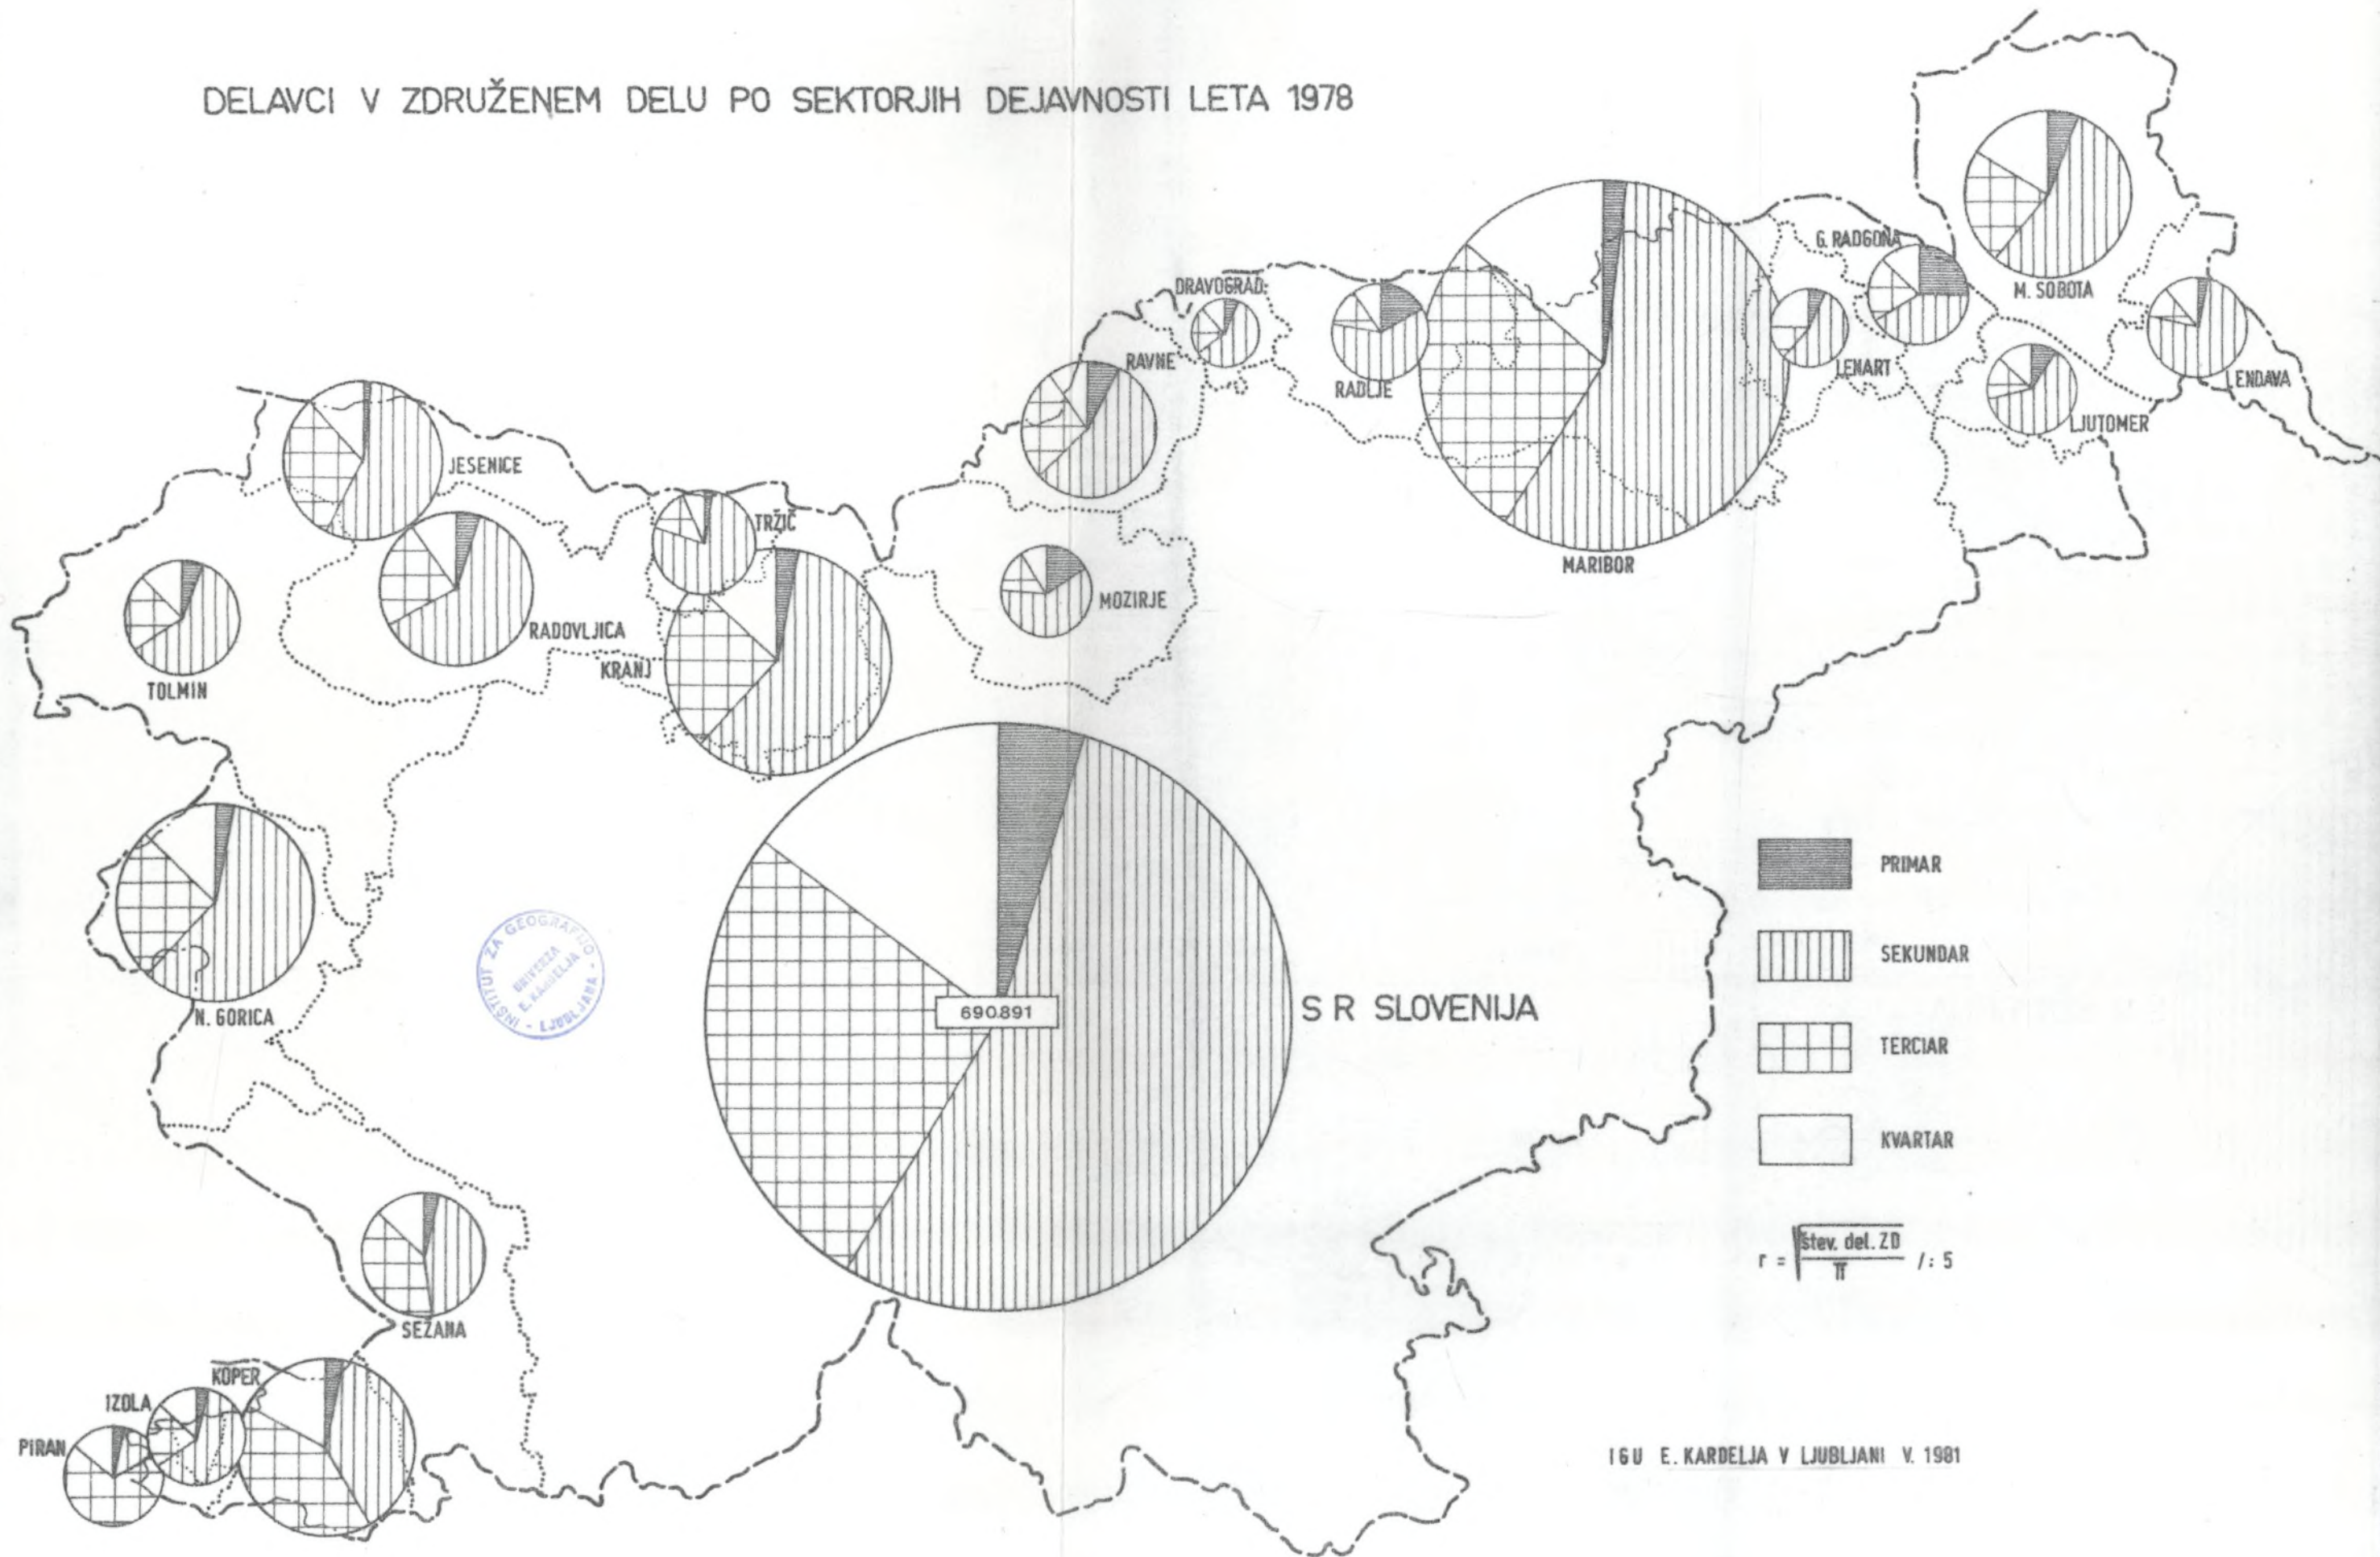 DELAVCI V ZDRUŽENEM DELU PO SEKTORJIH DEJAVNOSTI LETA 1978
G. RADGONA
M. SOBOTA
DRAVOGRAD
RAVNE
RADLJE
LENART
LENDAVA
LJUTOMER
JESENICE
TRŽIČ
MARIBOR
MOZIRJE
RADOVLJICA
KRANJ
TOLMIN
PRIMAR
SEKUNDAR
TERCIAR
KVARTAR
INŠTITUT ZA GEOGRAFIJO - LJUBLJANA -
UNIVERZA
E. KARDELJA
690.891
S R SLOVENIJA
N. GORICA
r = √ štev. del. ZD / π /: 5
SEŽANA
KOPER
IZOLA
PIRAN
IGU E. KARDELJA V LJUBLJANI V. 1981